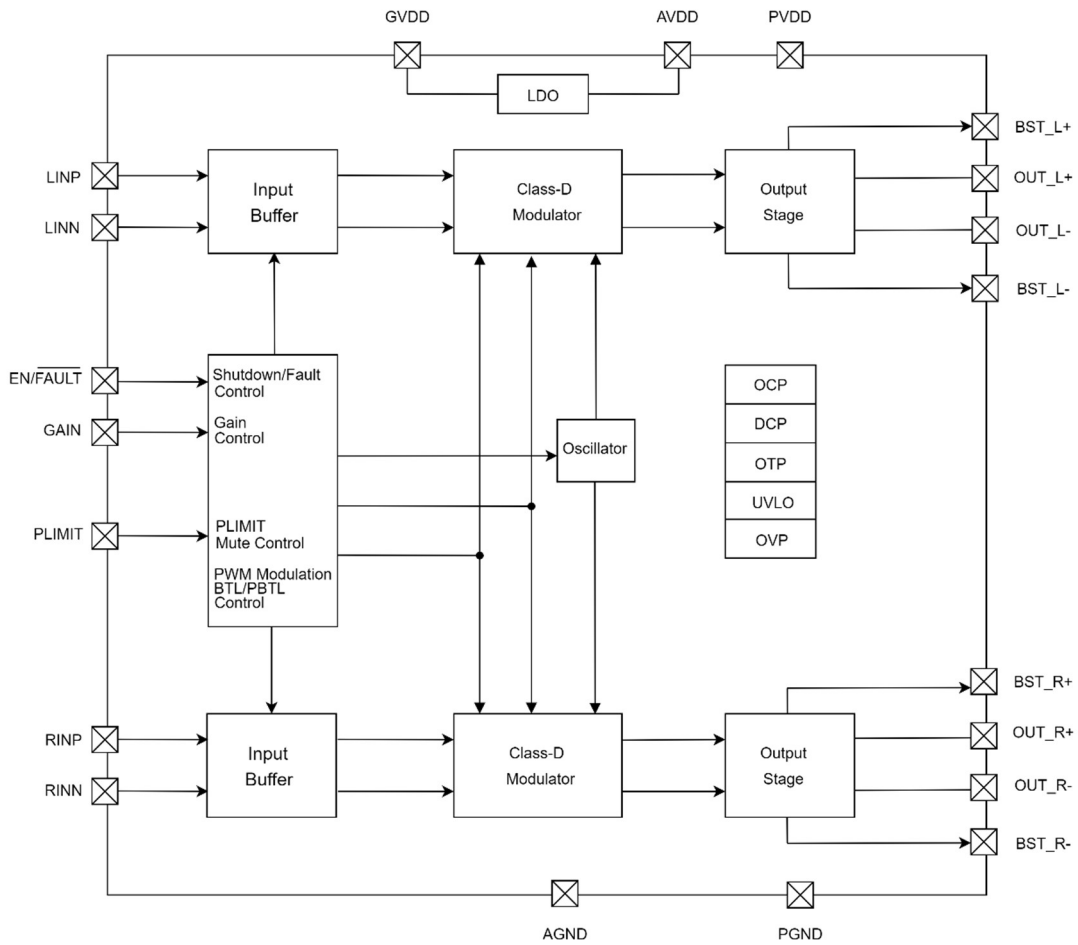 GVDD
AVDD
PVDD
LDO
BST_L+
LINP
Input
Buffer
Class-D
Modulator
Output
Stage
OUT_L+
LINN
OUT_L-
BST_L-
EN/FAULT
Shutdown/Fault
Control
OCP
GAIN
Gain
Control
DCP
Oscillator
OTP
UVLO
PLIMIT
PLIMIT
Mute Control
OVP
PWM Modulation
BTL/PBTL
Control
BST_R+
RINP
Input
Buffer
Class-D
Modulator
Output
Stage
OUT_R+
RINN
OUT_R-
BST_R-
AGND
PGND